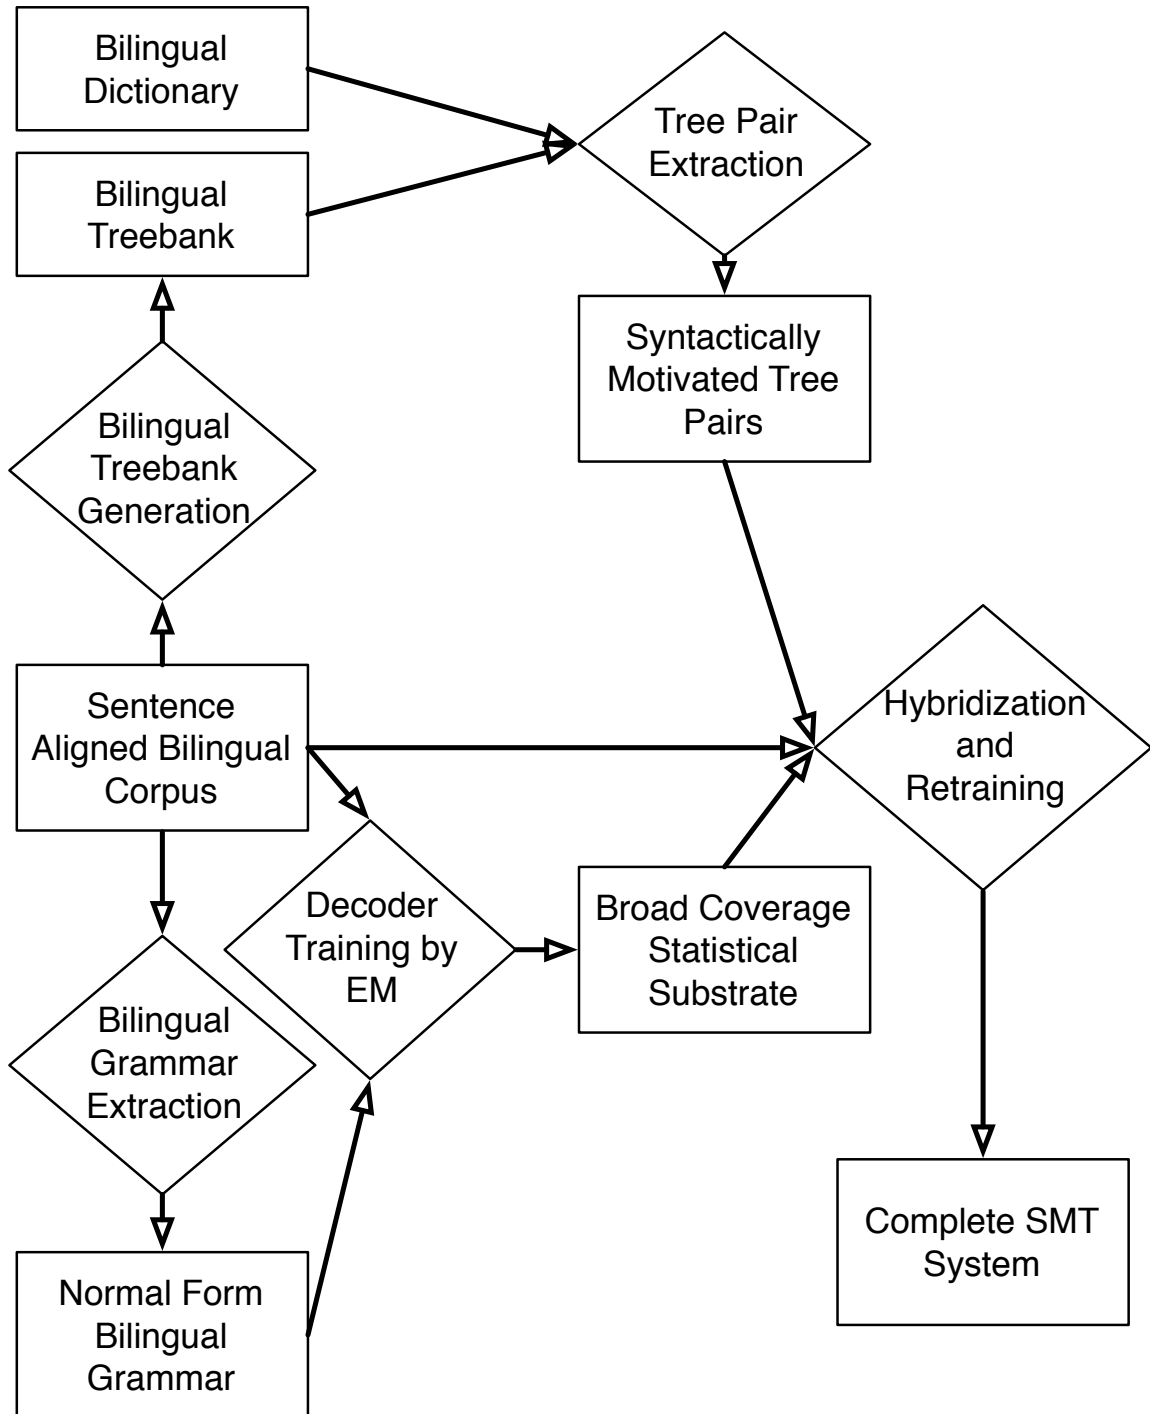 Bilingual
Dictionary
Tree Pair
Extraction
Bilingual
Treebank
Syntactically
Motivated Tree
Pairs
Bilingual
Treebank
Generation
Sentence
Aligned Bilingual
Corpus
Hybridization
and
Retraining
Decoder
Training by
EM
Broad Coverage
Statistical
Substrate
Bilingual
Grammar
Extraction
Complete SMT
System
Normal Form
Bilingual
Grammar